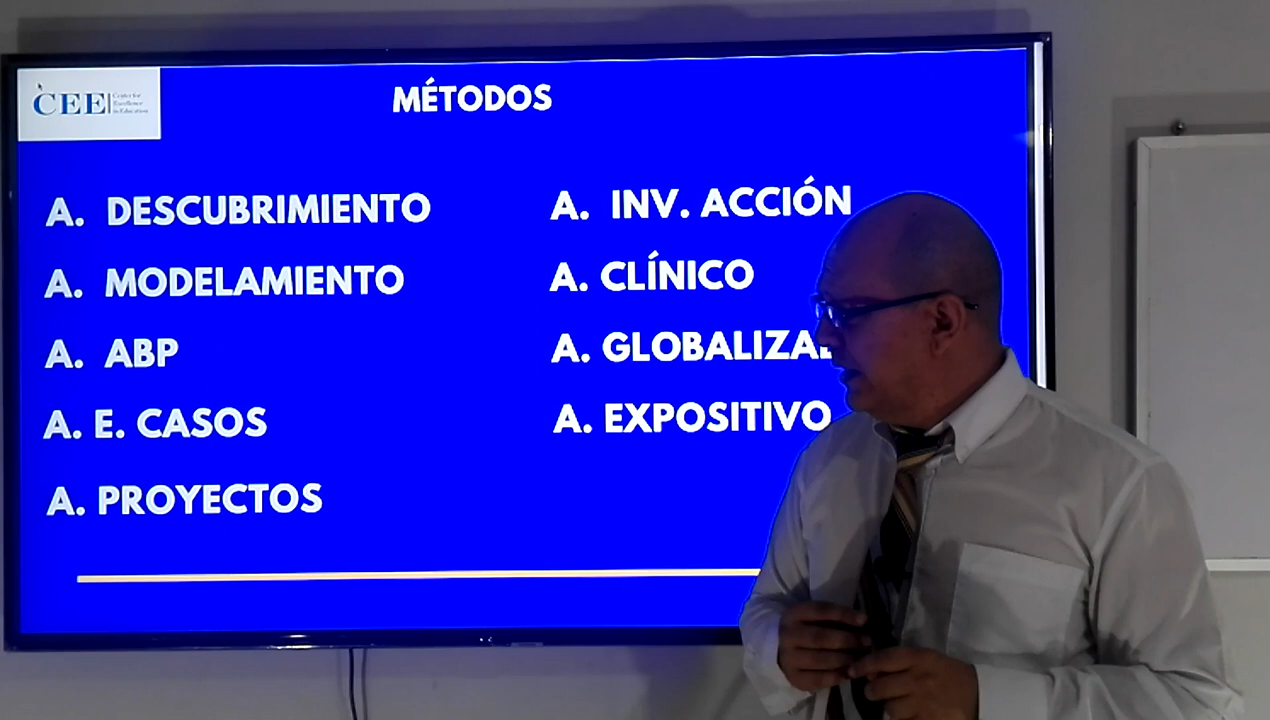 CEE
Center for
Excellence
in Education
MÉTODOS
A. DESCUBRIMIENTO
A. MODELAMIENTO
A. ABP
A. E. CASOS
A. PROYECTOS
A. INV. ACCIÓN
A. CLÍNICO
A.
A. EXPOSITIVO